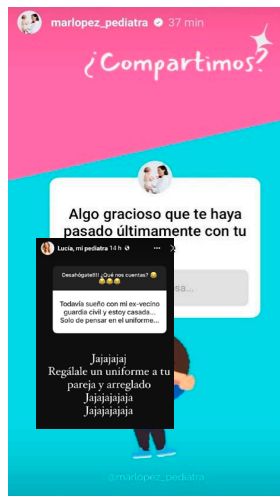 marlopez_pediatra 37 min
¿Compartimos?
Algo gracioso que te haya
pasado últimamente con tu
sa...
Lucía, mi pediatra 14 h
Desahógate!!! ¿Qué nos cuentas?
Todavía sueño con mi ex-vecino
guardia civil y estoy casada...
Solo de pensar en el uniforme...
Jajajajaj
Regálale un uniforme a tu
pareja y arreglado
Jajajajajaja
Jajajajajaja
@marlopez_pediatra